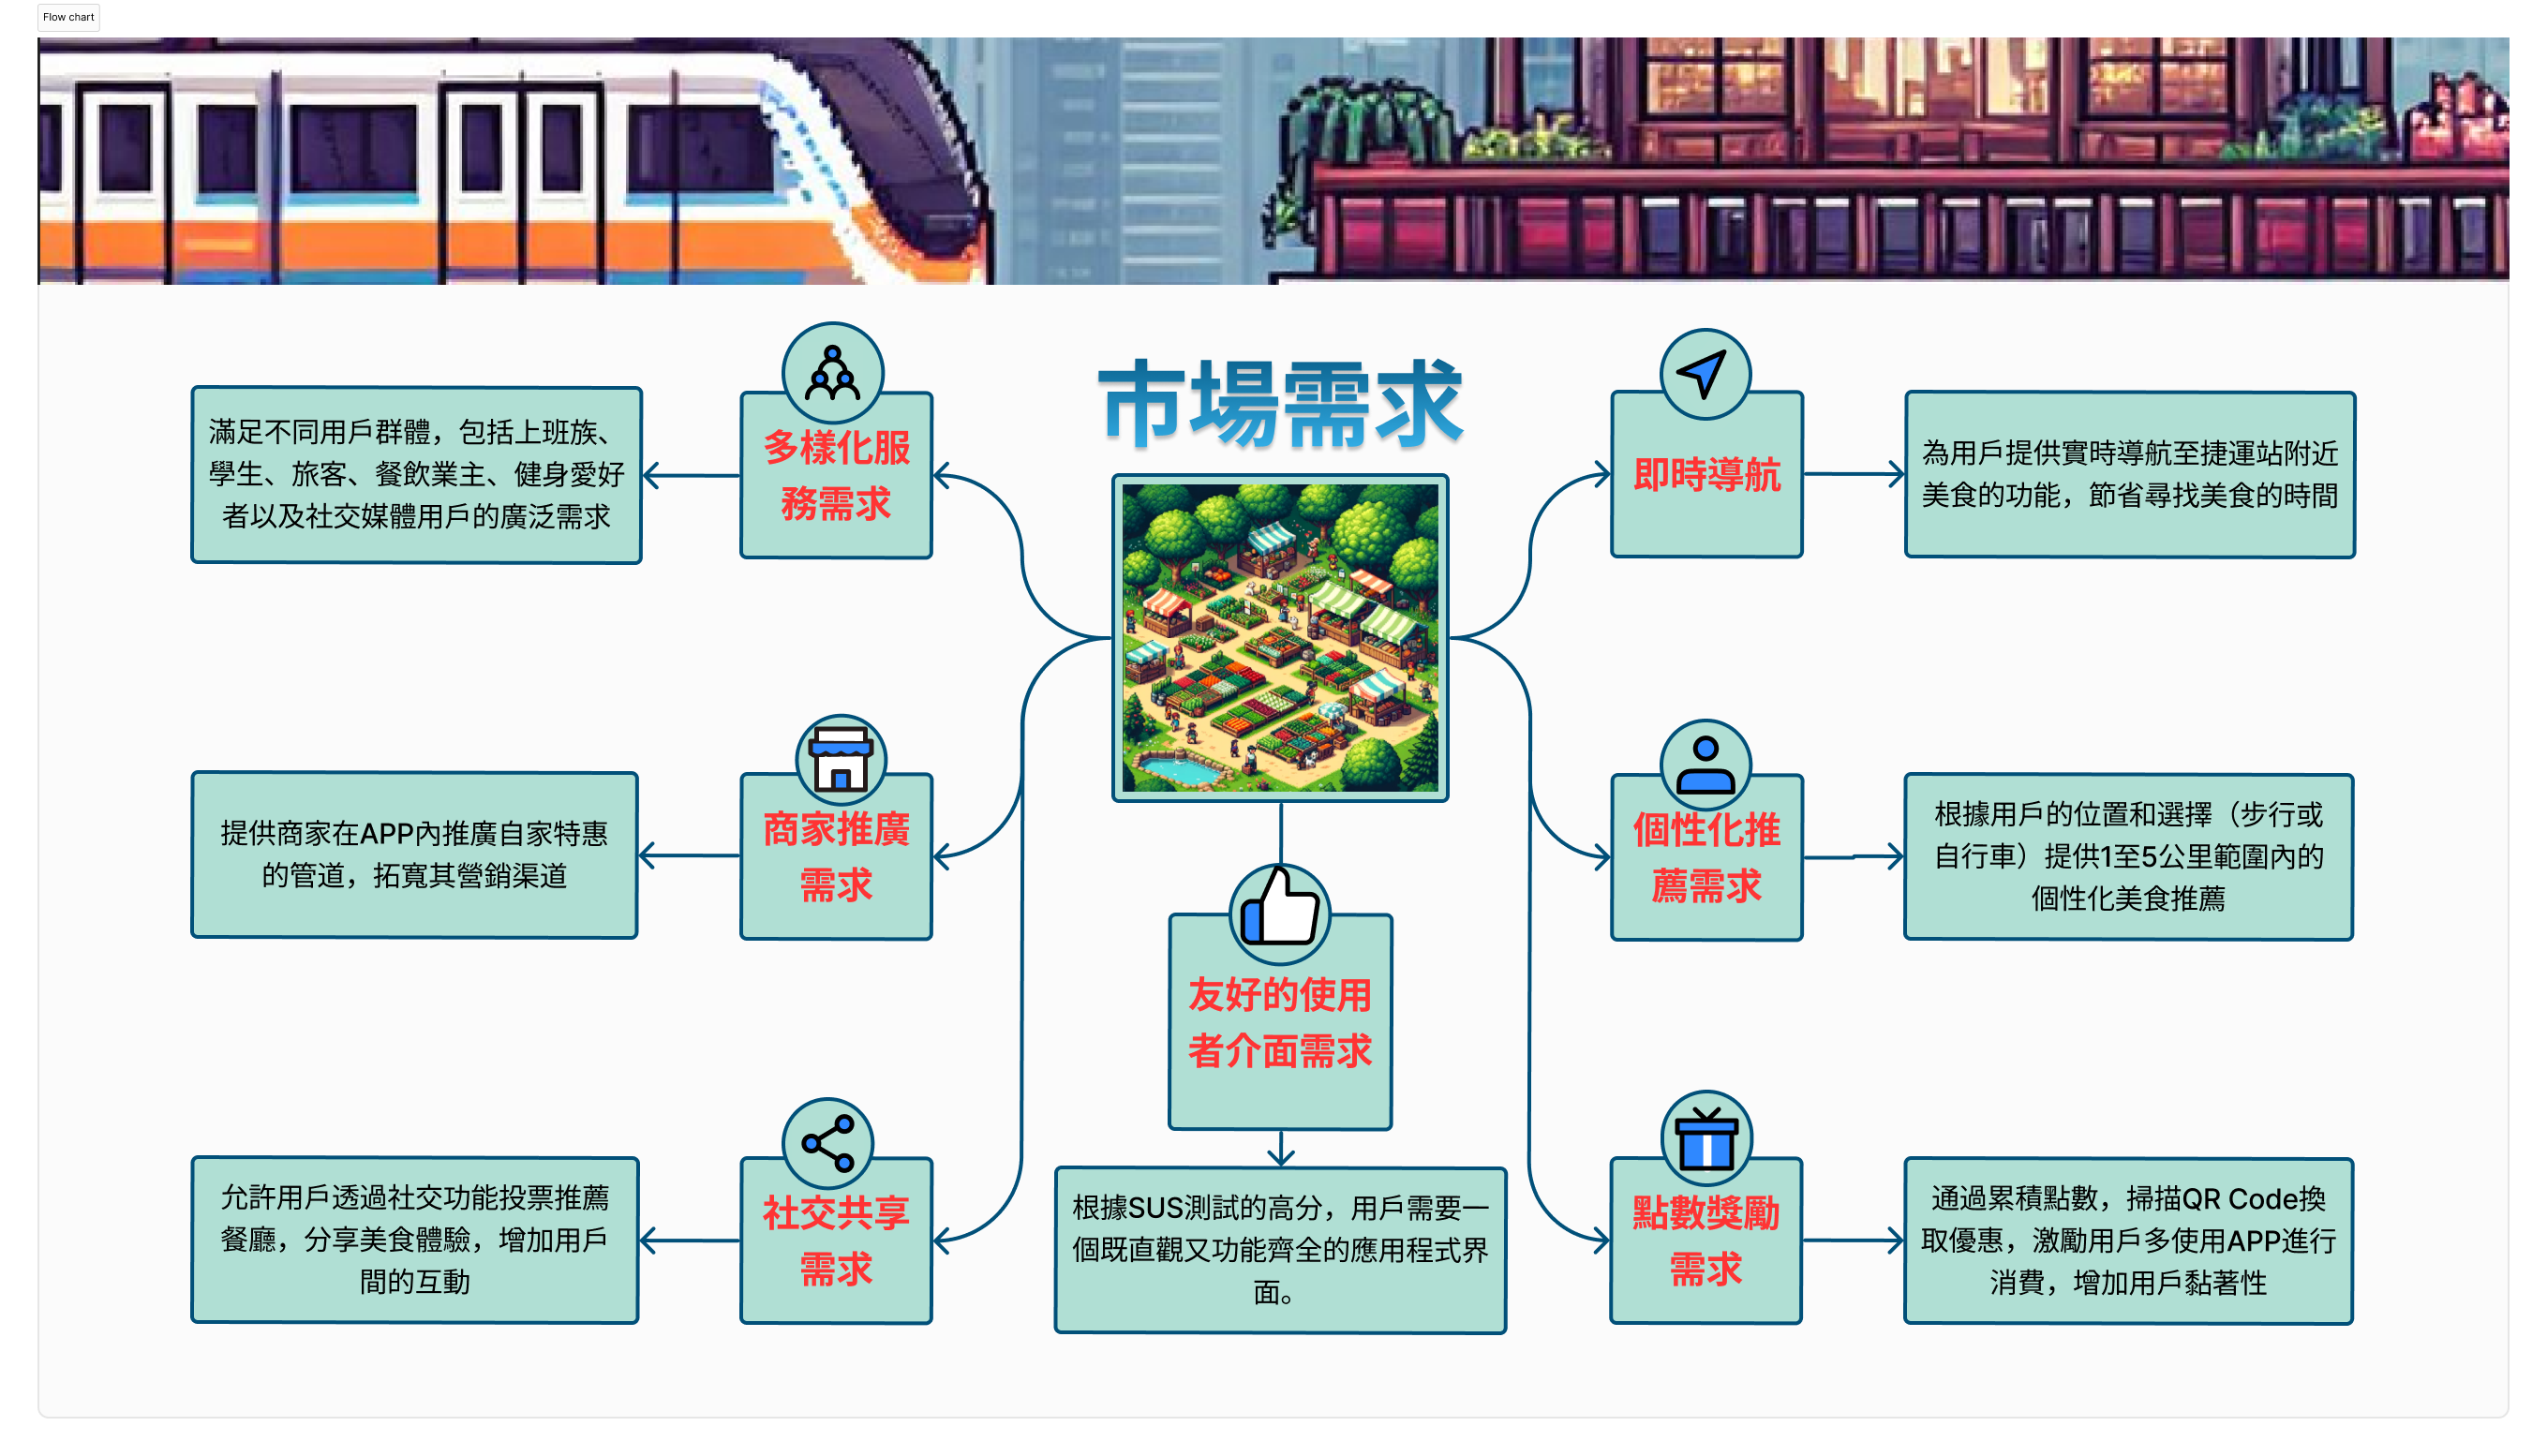 Flow chart
市場需求
多樣化服
務需求
滿足不同用戶群體，包括上班族、
學生、旅客、餐飲業主、健身愛好
者以及社交媒體用戶的廣泛需求
商家推廣
需求
提供商家在APP內推廣自家特惠
的管道，拓寬其營銷渠道
社交共享
需求
允許用戶透過社交功能投票推薦
餐廳，分享美食體驗，增加用戶
間的互動
友好的使用
者介面需求
根據SUS測試的高分，用戶需要一
個既直觀又功能齊全的應用程式界
面。
即時導航
為用戶提供實時導航至捷運站附近
美食的功能，節省尋找美食的時間
個性化推
薦需求
根據用戶的位置和選擇（步行或
自行車）提供1至5公里範圍內的
個性化美食推薦
點數獎勵
需求
通過累積點數，掃描QR Code換
取優惠，激勵用戶多使用APP進行
消費，增加用戶黏著性